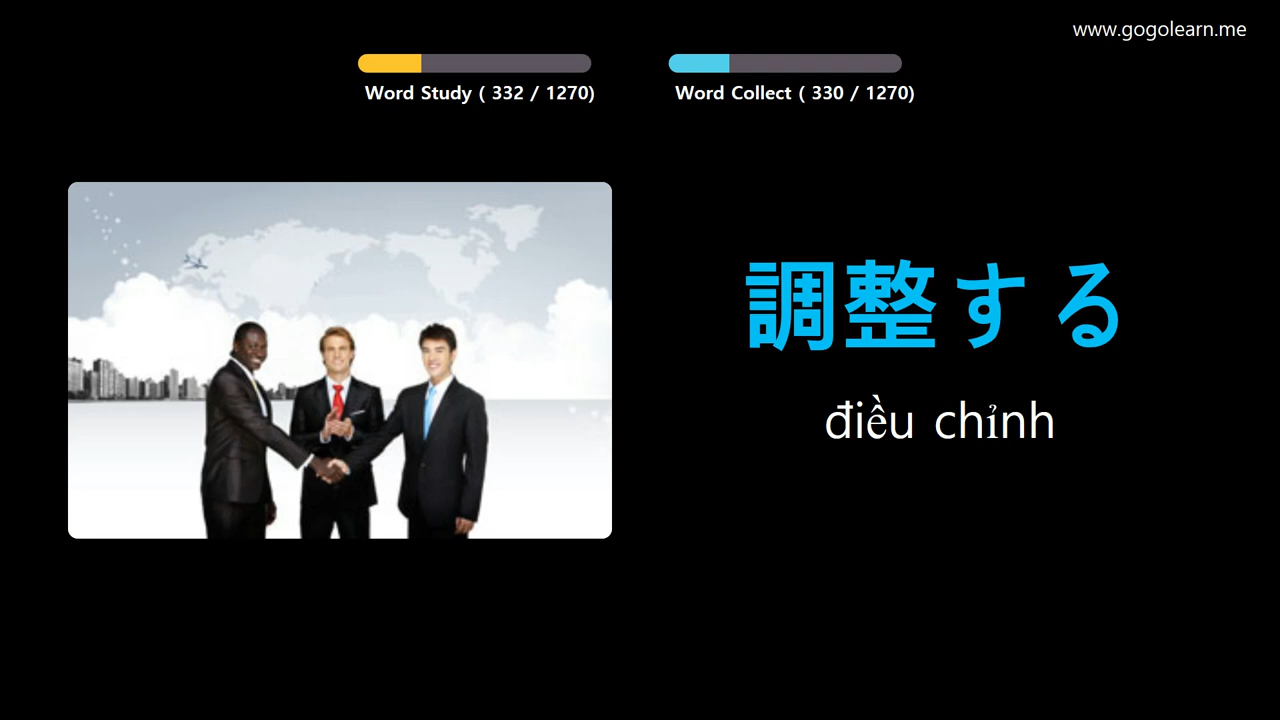 www.gogolearn.me
Word Study ( 332 / 1270)
Word Collect ( 330 / 1270)
調整する
điều chỉnh